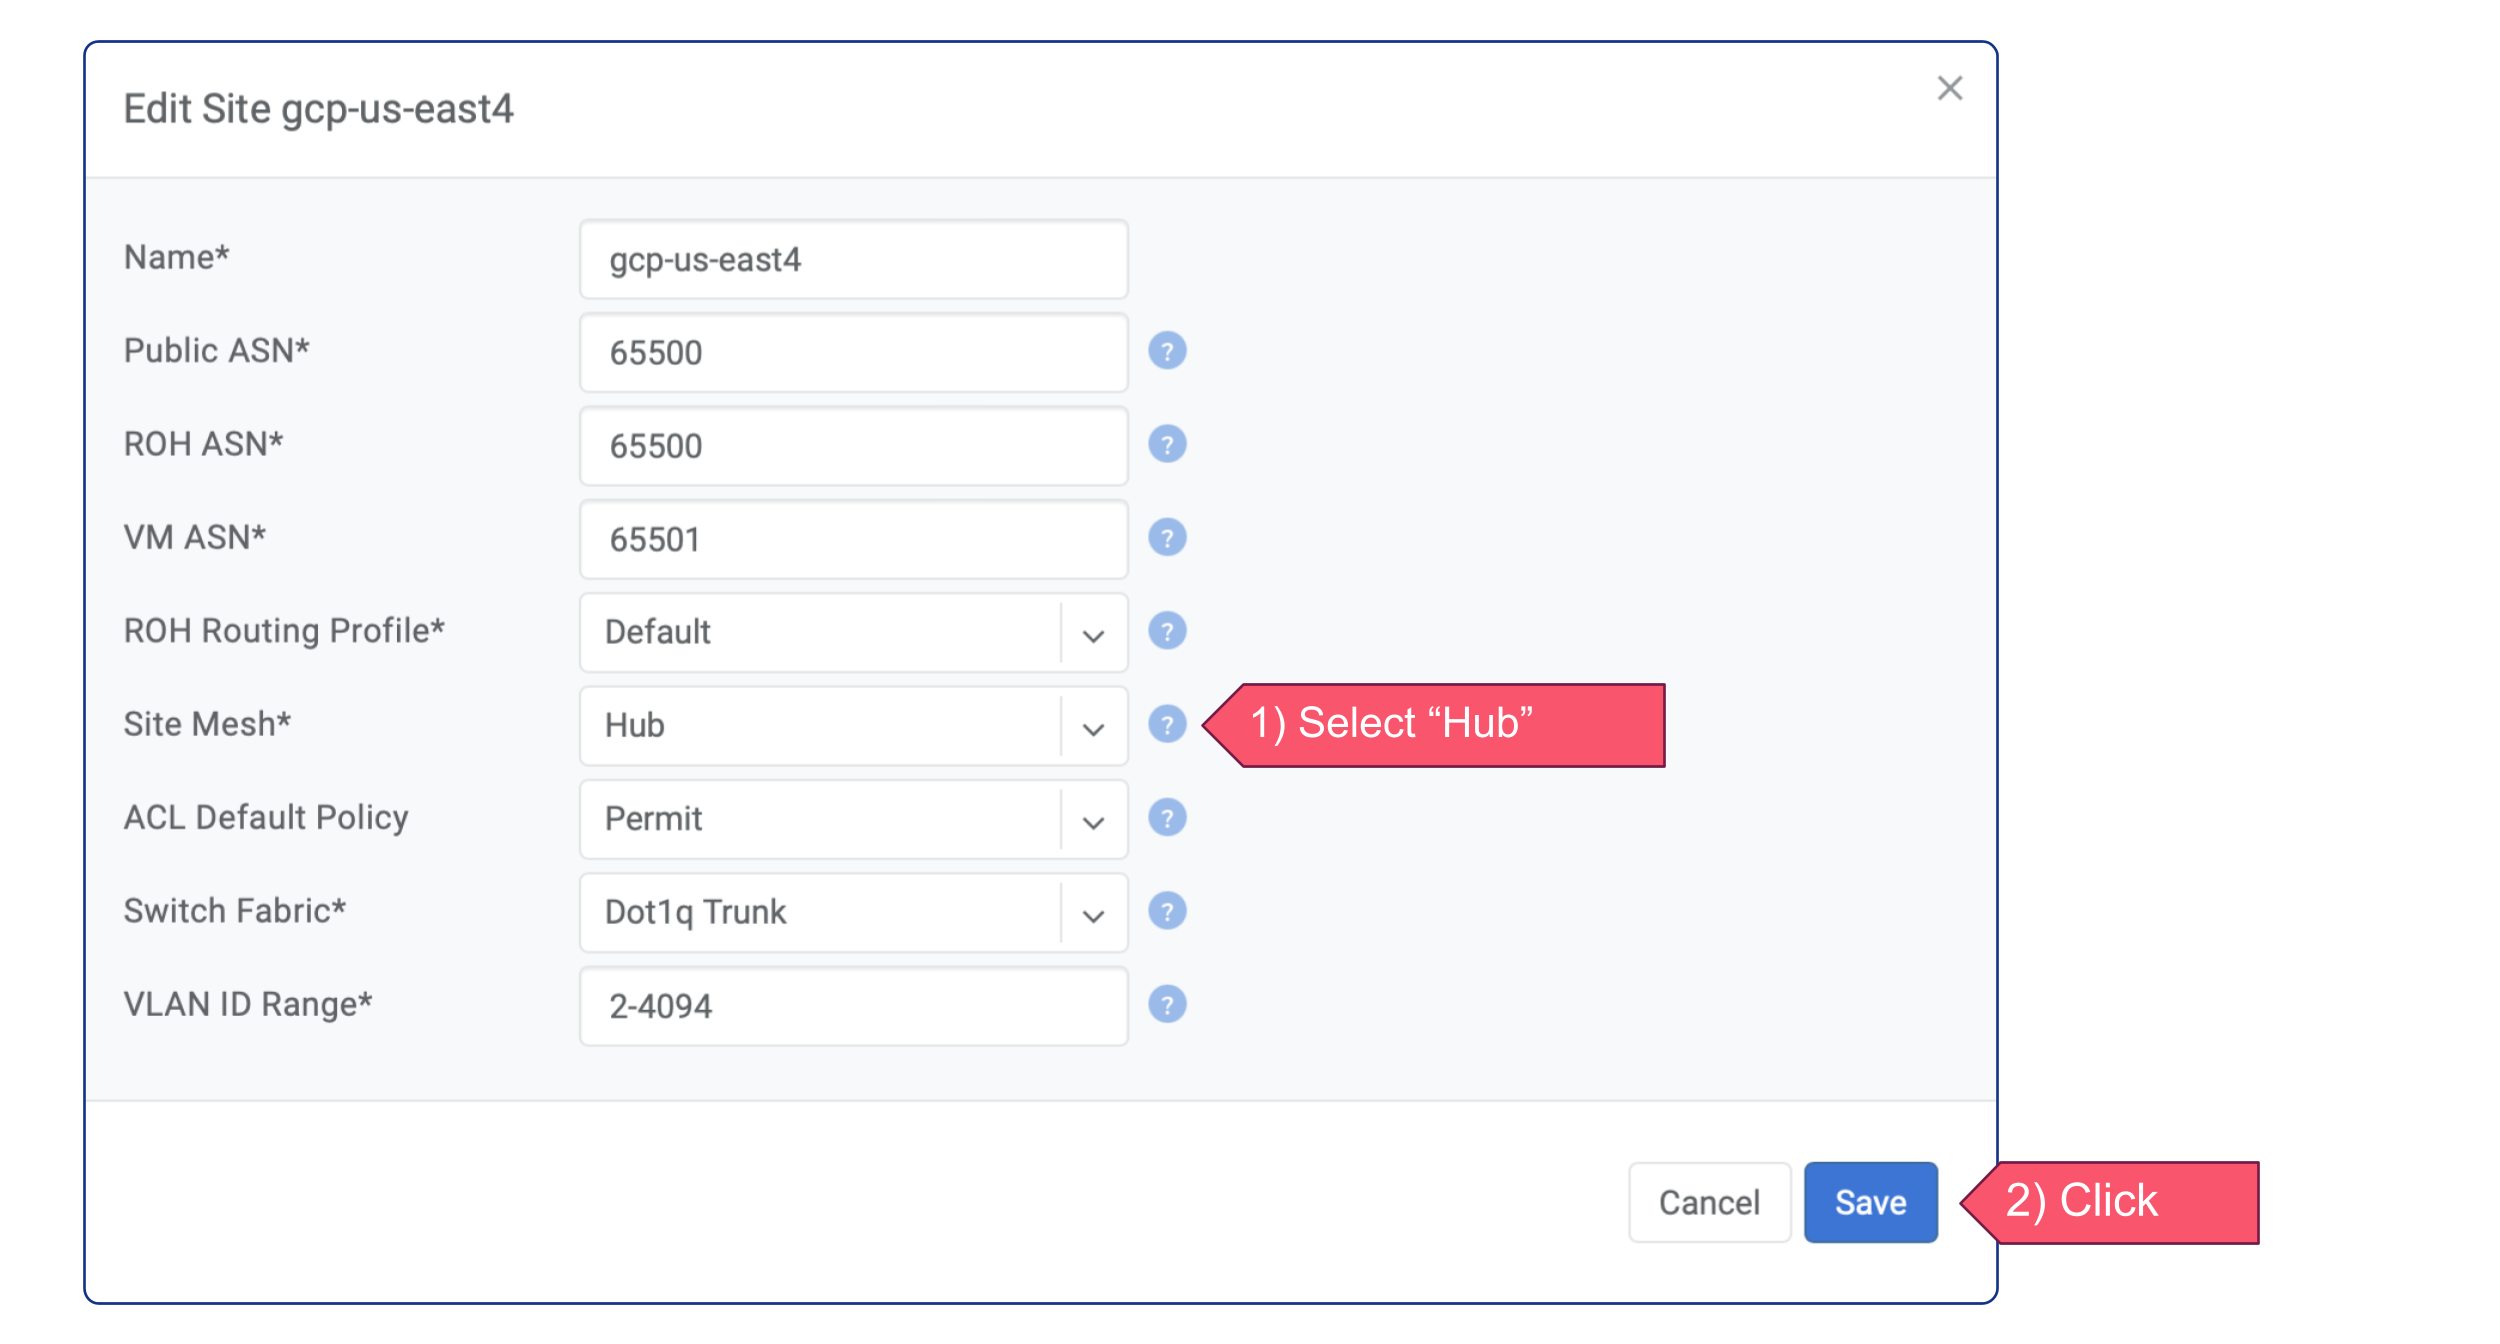 Edit Site gcp-us-east4
Name* gcp-us-east4
Public ASN* 65500 ?
ROH ASN* 65500 ?
VM ASN* 65501 ?
ROH Routing Profile* Default ?
Site Mesh* Hub ? 1) Select “Hub”
ACL Default Policy Permit ?
Switch Fabric* Dot1q Trunk ?
VLAN ID Range* 2-4094 ?
Cancel Save 2) Click